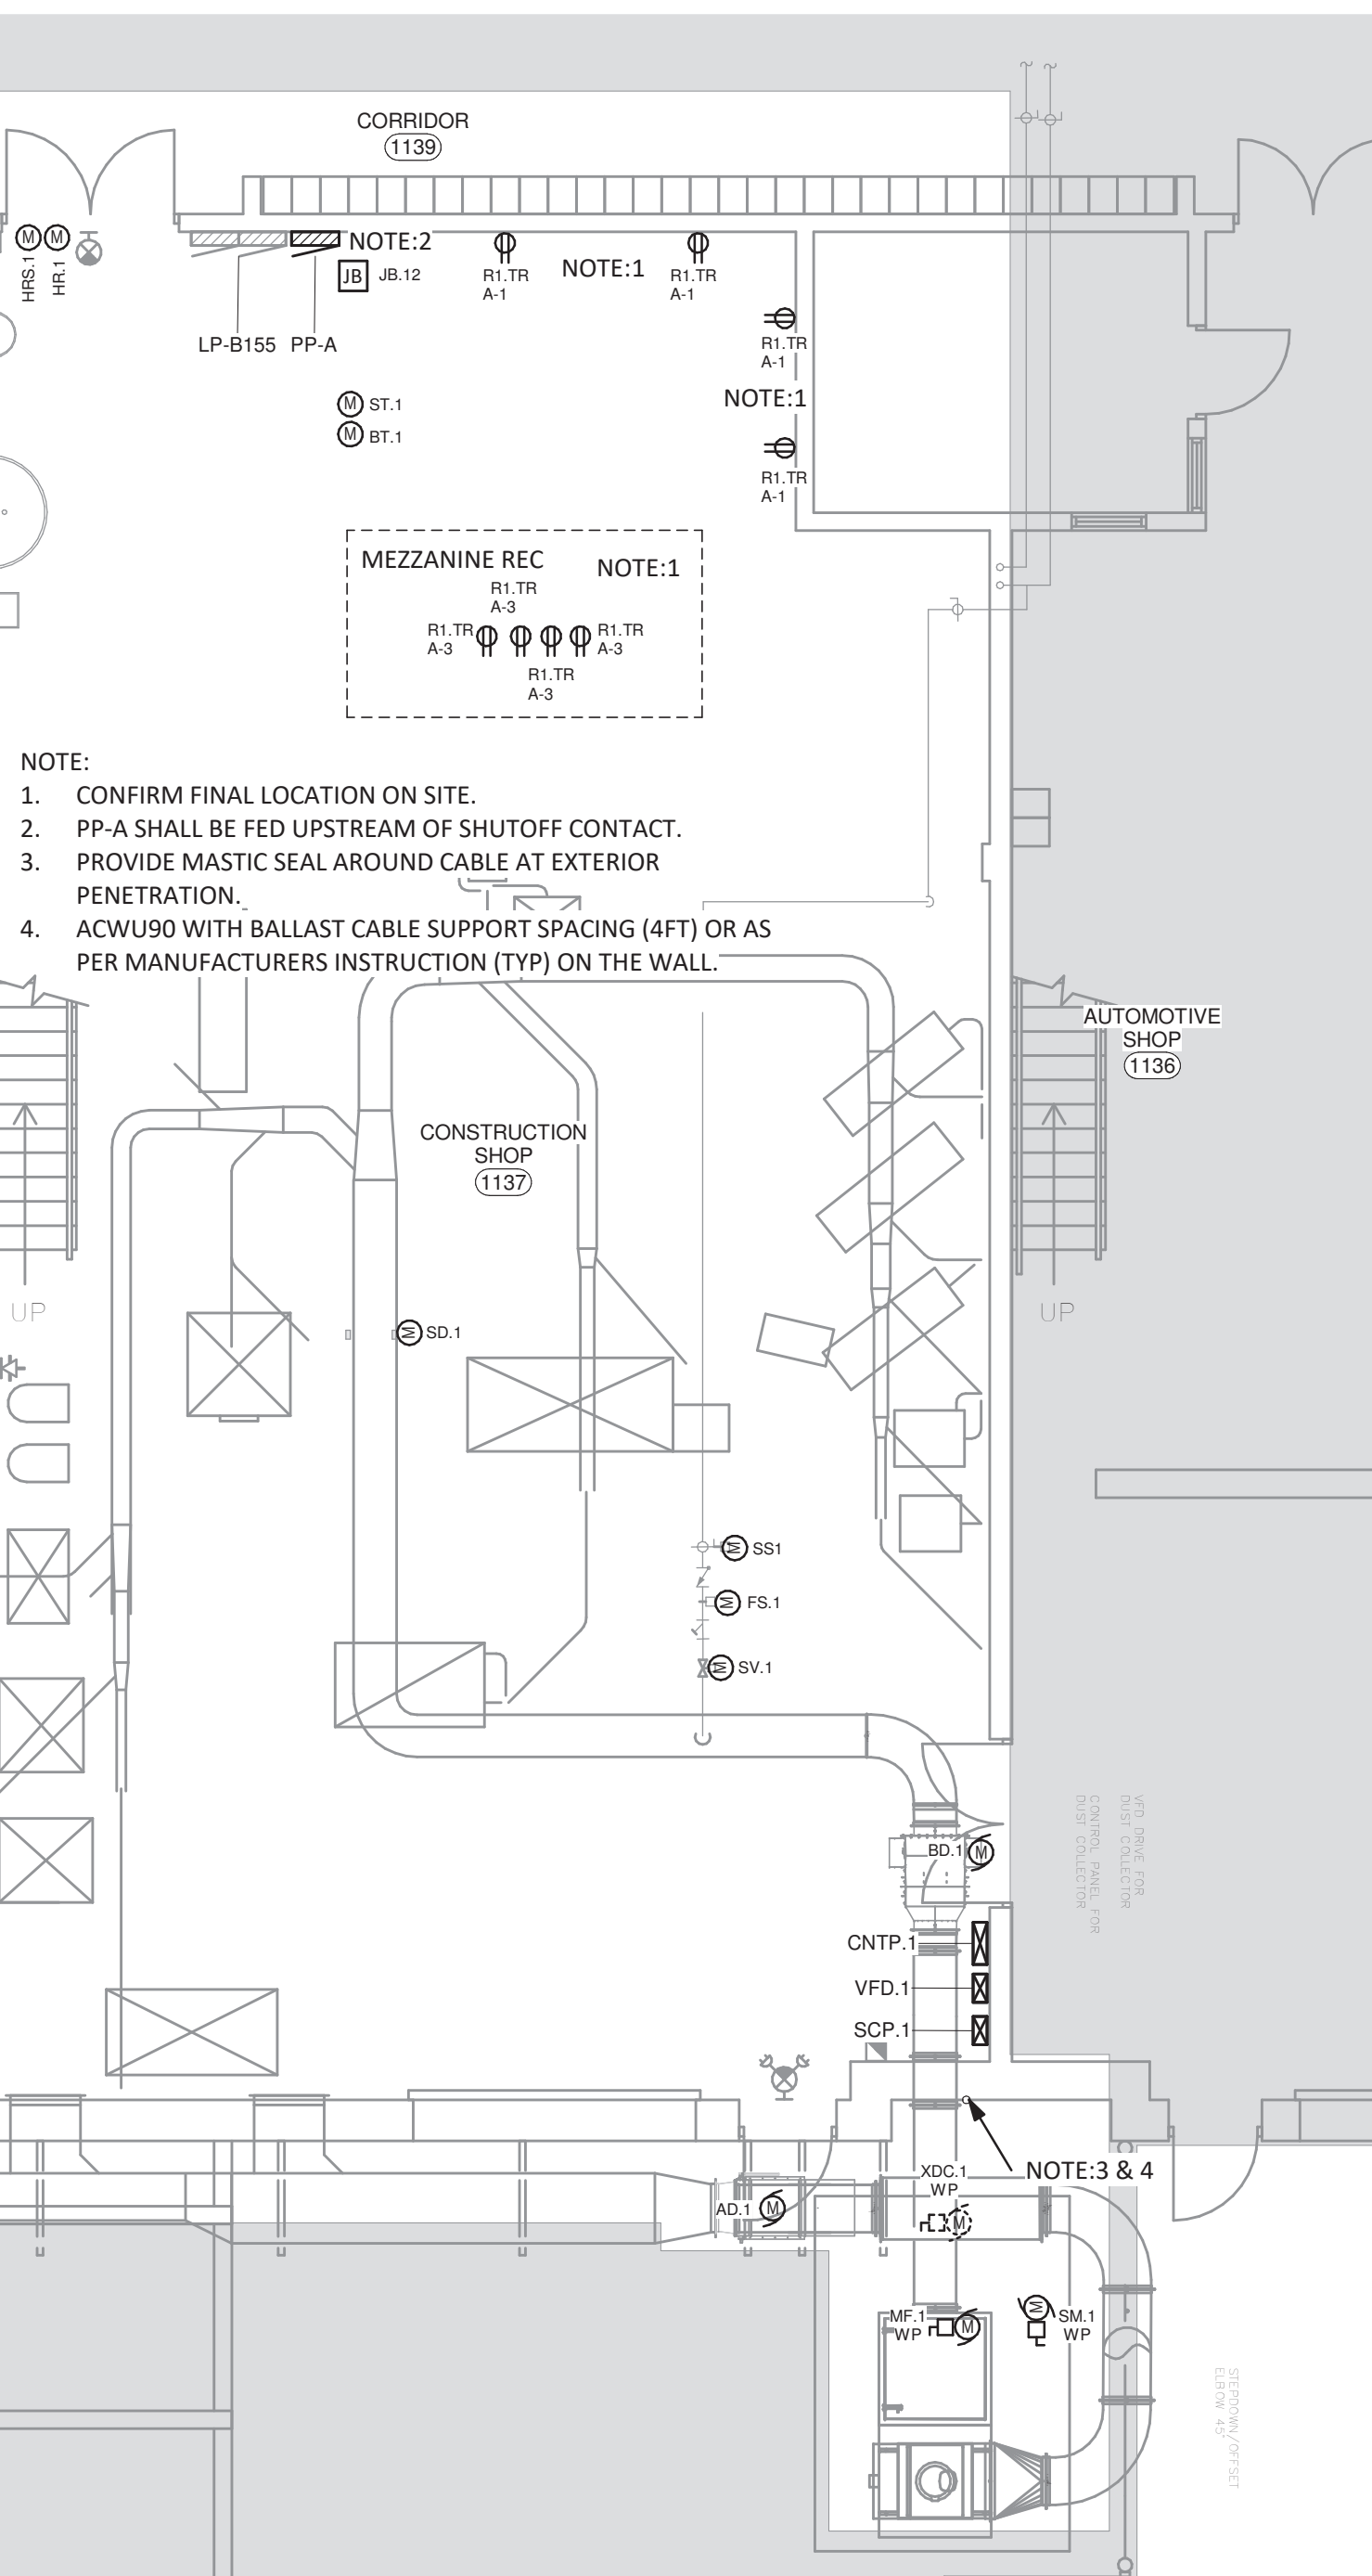 CORRIDOR
1139
M M
HRS.1
HR.1
NOTE:2
JB JB.12
LP-B155 PP-A
R1.TR
A-1
NOTE:1
R1.TR
A-1
R1.TR
A-1
NOTE:1
R1.TR
A-1
M ST.1
M BT.1
MEZZANINE REC NOTE:1
R1.TR
A-3
R1.TR
A-3
R1.TR
A-3
R1.TR
A-3
NOTE:
1. CONFIRM FINAL LOCATION ON SITE.
2. PP-A SHALL BE FED UPSTREAM OF SHUTOFF CONTACT.
3. PROVIDE MASTIC SEAL AROUND CABLE AT EXTERIOR
PENETRATION.
4. ACWU90 WITH BALLAST CABLE SUPPORT SPACING (4FT) OR AS
PER MANUFACTURERS INSTRUCTION (TYP) ON THE WALL.
AUTOMOTIVE
SHOP
1136
CONSTRUCTION
SHOP
1137
UP
UP
M SD.1
M SS1
M FS.1
M SV.1
VFD DRIVE FOR
DUST COLLECTOR
CONTROL PANEL FOR
DUST COLLECTOR
BD.1 M
CNTP.1
VFD.1
SCP.1
NOTE:3 & 4
XDC.1
WP
M
AD.1 M
MF.1
WP
M
M
SM.1
WP
STEPDOWN/OFFSET
ELBOW 45°